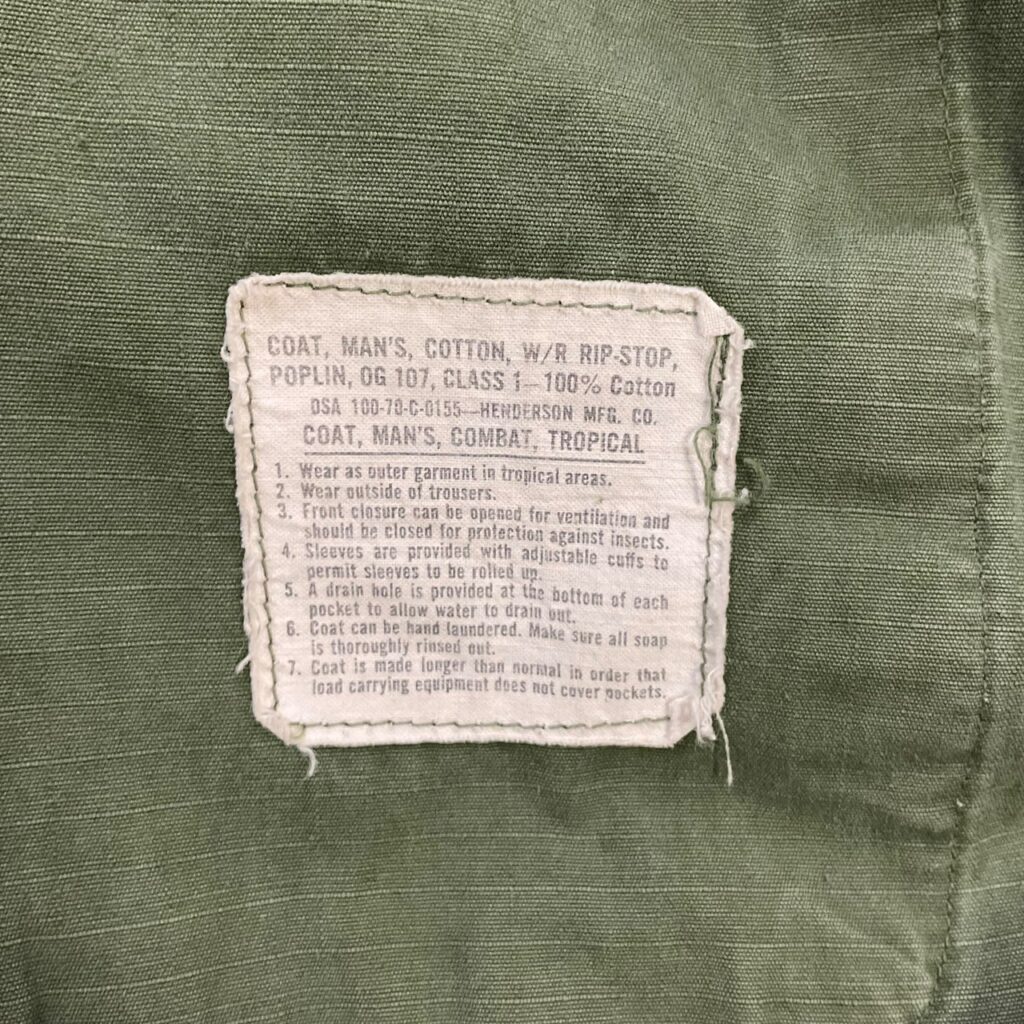 COAT, MAN'S, COTTON, W/R RIP-STOP,
POPLIN, OG 107, CLASS 1—100% Cotton
DSA 100-70-C-0155—HENDERSON MFG. CO.
COAT, MAN'S, COMBAT, TROPICAL
1. Wear as outer garment in tropical areas.
2. Wear outside of trousers.
3. Front closure can be opened for ventilation and
should be closed for protection against insects.
4. Sleeves are provided with adjustable cuffs to
permit sleeves to be rolled up.
5. A drain hole is provided at the bottom of each
pocket to allow water to drain out.
6. Coat can be hand laundered. Make sure all soap
is thoroughly rinsed out.
7. Coat is made longer than normal in order that
load carrying equipment does not cover pockets.